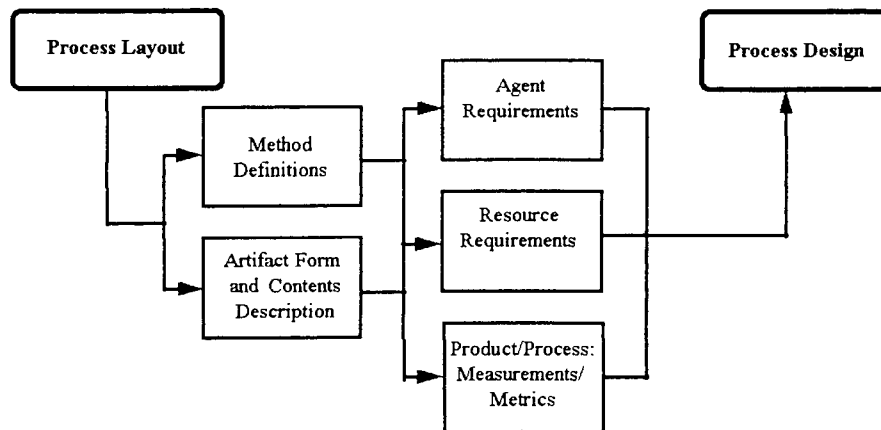 Process Layout
Process Design
Agent
Requirements
Method
Definitions
Resource
Requirements
Artifact Form
and Contents
Description
Product/Process:
Measurements/
Metrics